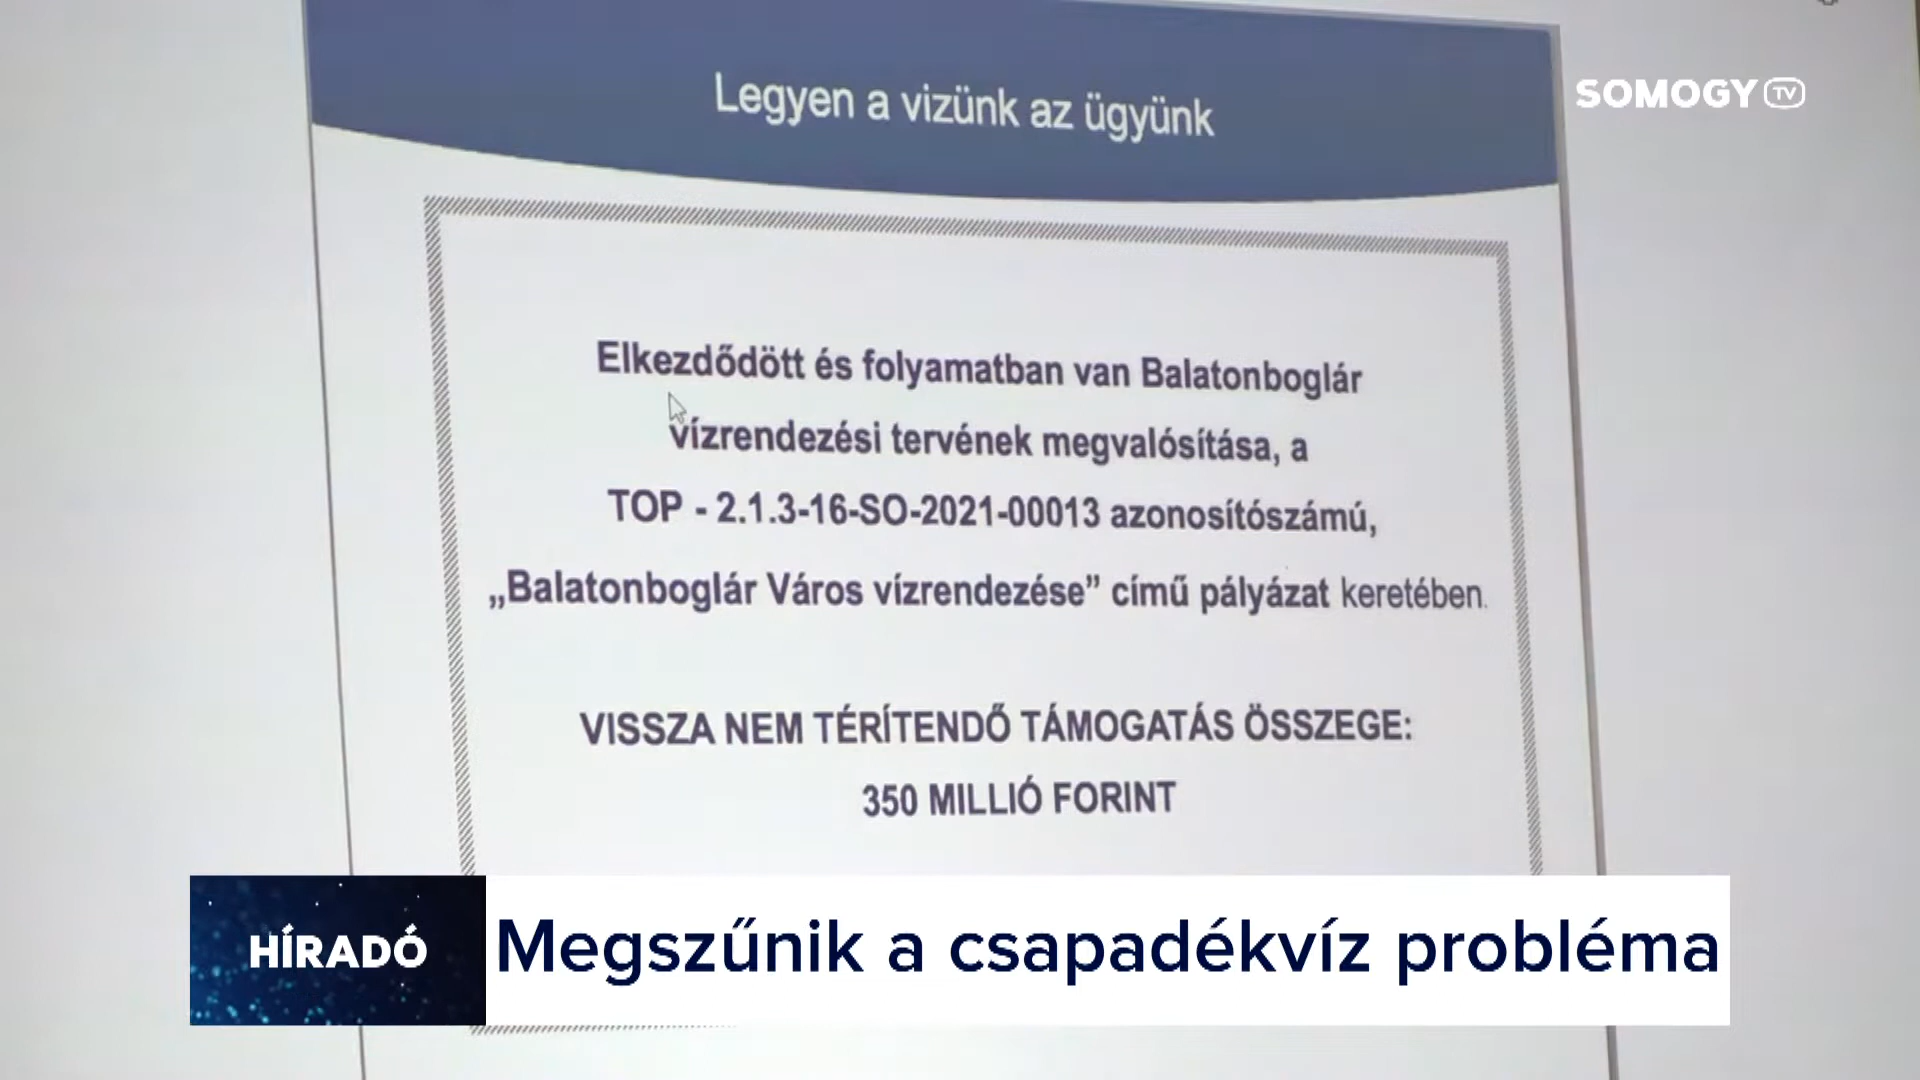 Legyen a vizünk az ügyünk
SOMOGY TV
Elkezdődött és folyamatban van Balatonboglár
vízrendezési tervének megvalósítása, a
TOP - 2.1.3-16-SO-2021-00013 azonosítószámú,
„Balatonboglár Város vízrendezése” című pályázat keretében.
VISSZA NEM TÉRÍTENDŐ TÁMOGATÁS ÖSSZEGE:
350 MILLIÓ FORINT
HÍRADÓ
Megszűnik a csapadékvíz probléma